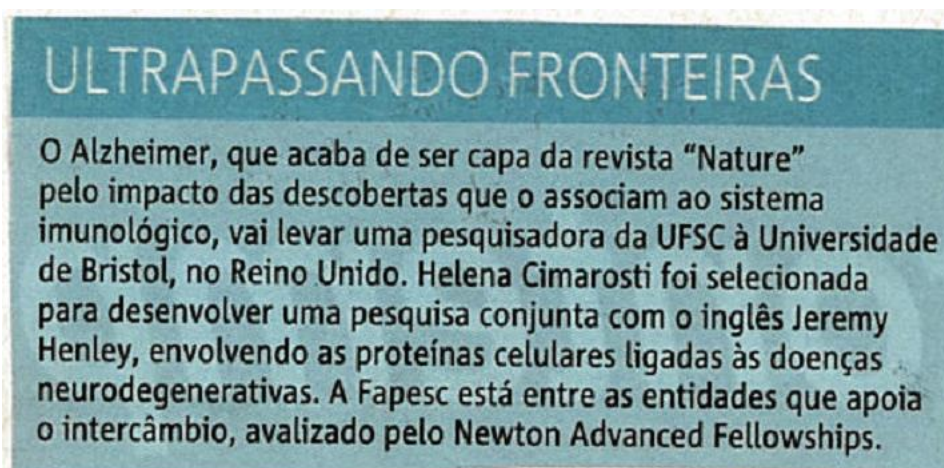 ULTRAPASSANDO FRONTEIRAS
O Alzheimer, que acaba de ser capa da revista “Nature”
pelo impacto das descobertas que o associam ao sistema
imunológico, vai levar uma pesquisadora da UFSC à Universidade
de Bristol, no Reino Unido. Helena Cimarosti foi selecionada
para desenvolver uma pesquisa conjunta com o inglês Jeremy
Henley, envolvendo as proteínas celulares ligadas às doenças
neurodegenerativas. A Fapesc está entre as entidades que apoia
o intercâmbio, avalizado pelo Newton Advanced Fellowships.